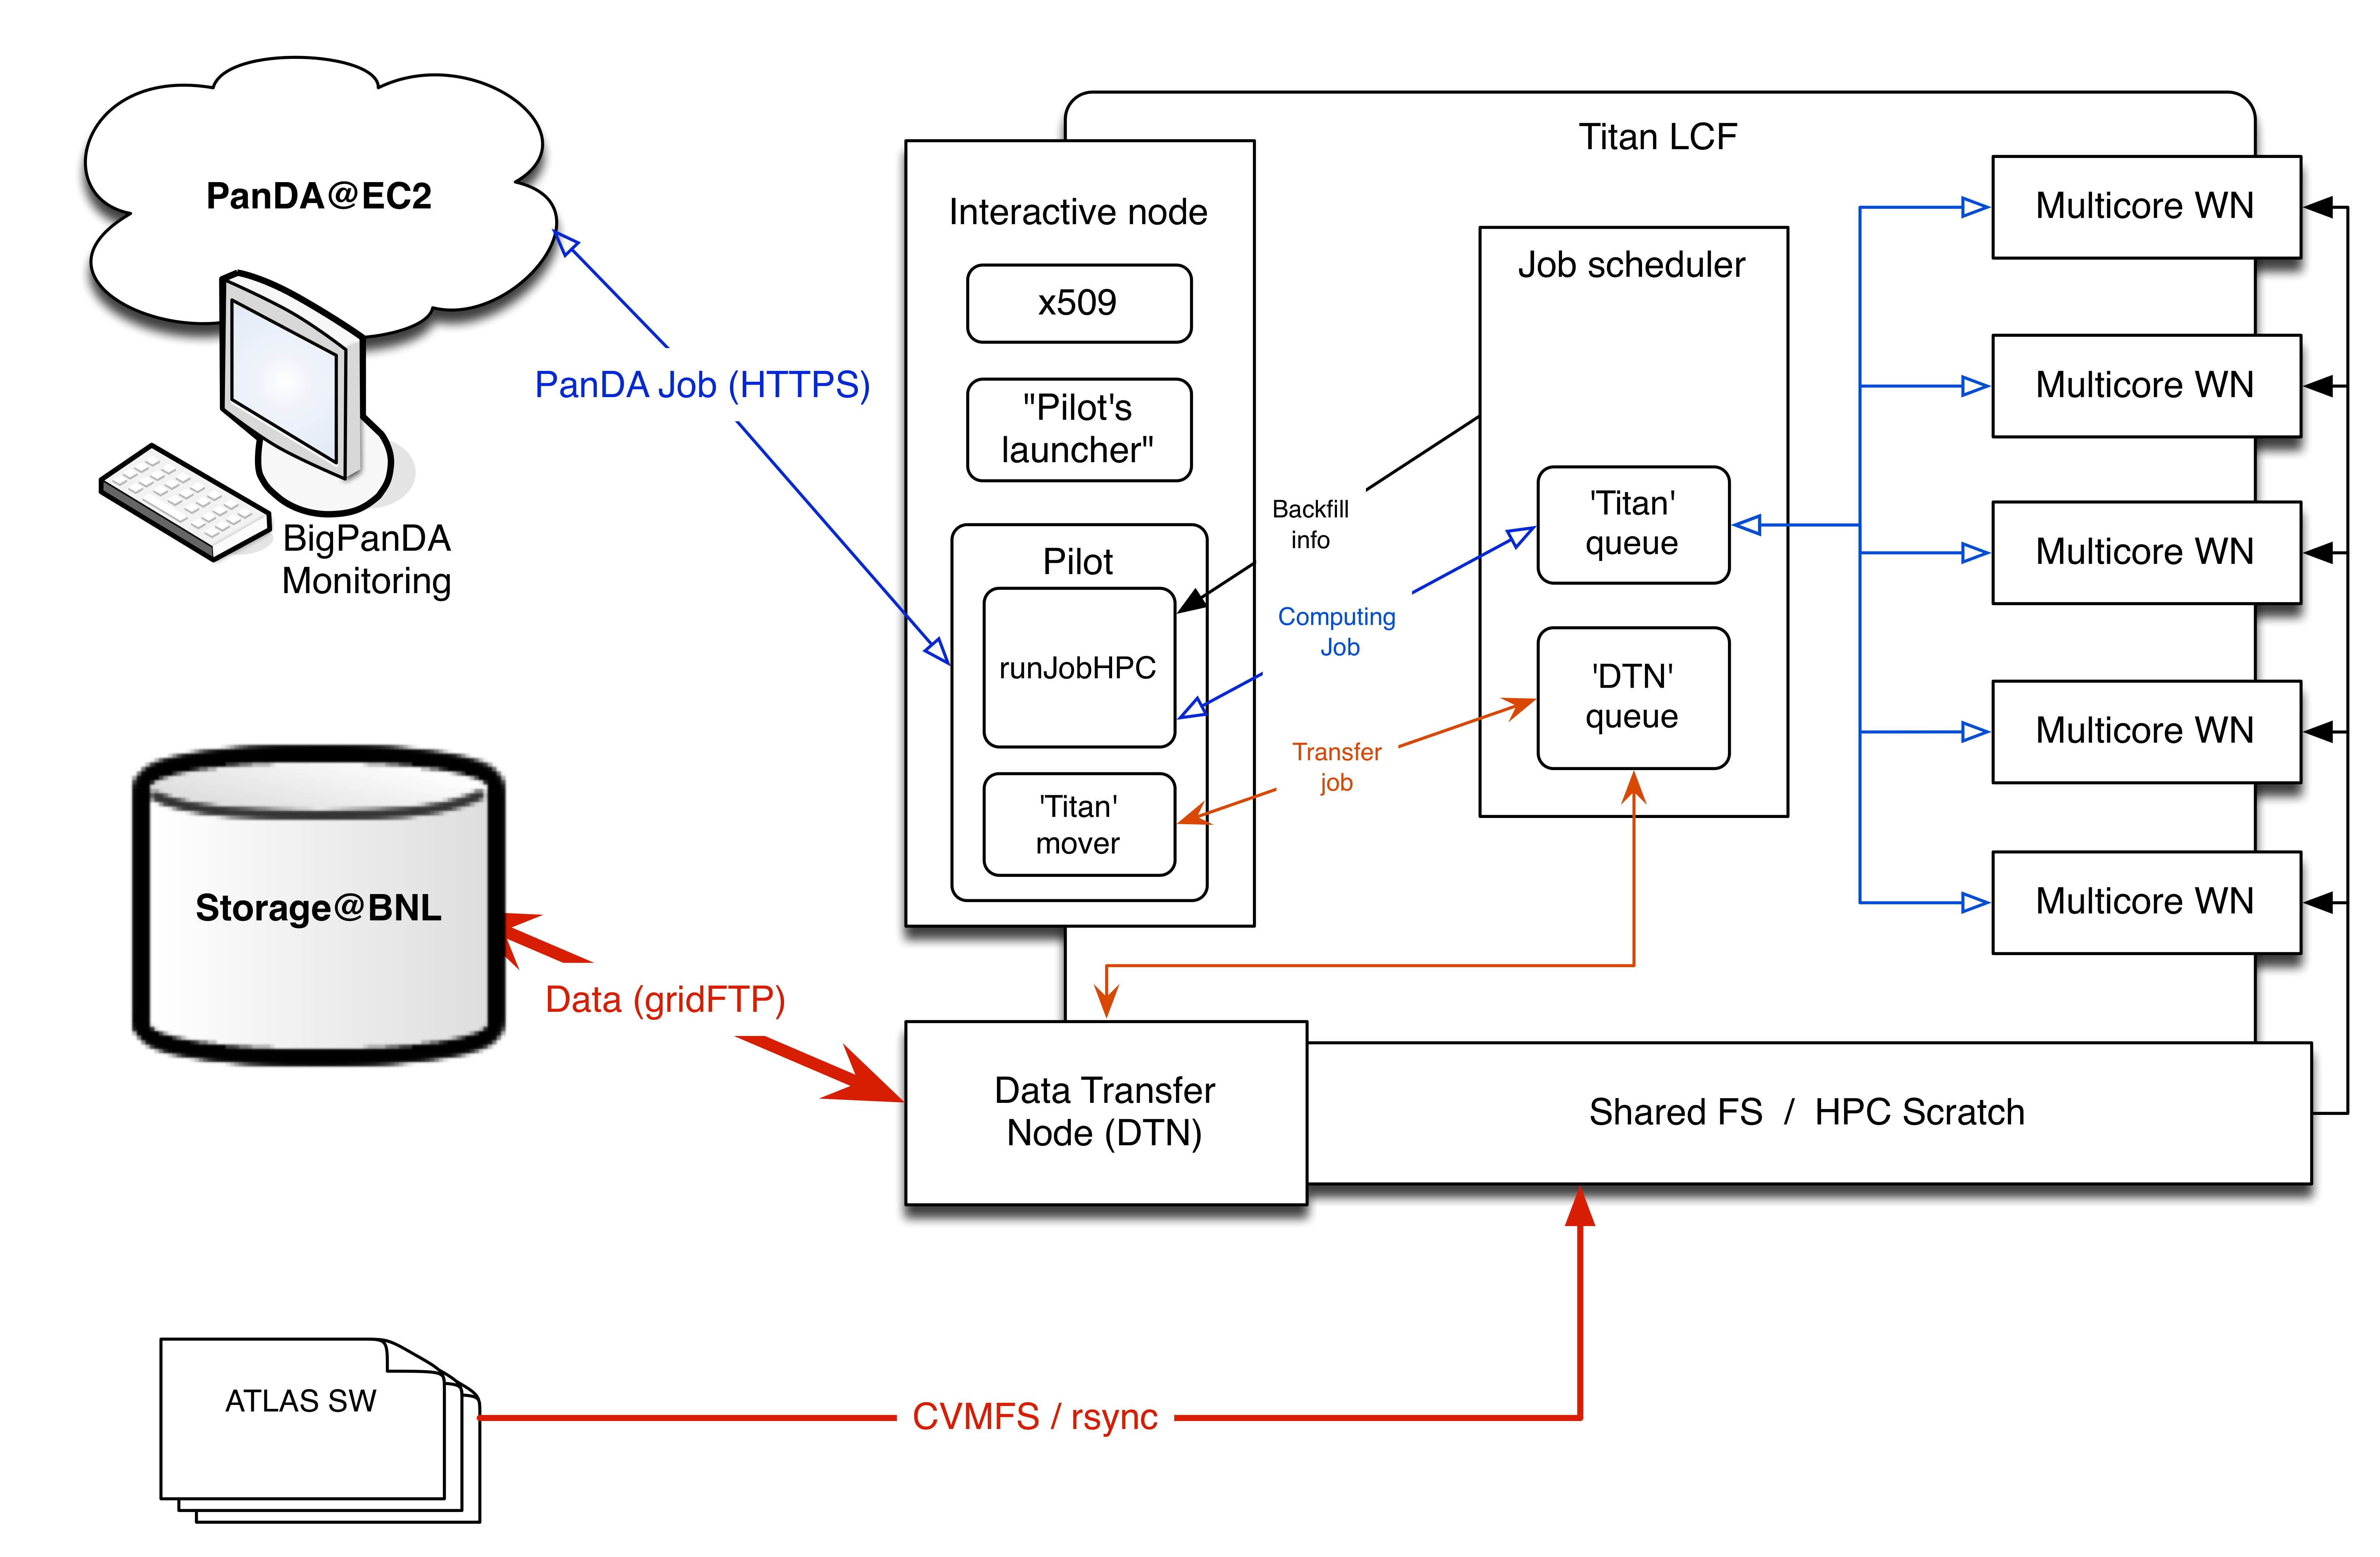 PanDA@EC2
BigPanDA
Monitoring
PanDA Job (HTTPS)
Storage@BNL
Data (gridFTP)
ATLAS SW
CVMFS / rsync
Titan LCF
Interactive node
x509
"Pilot's
launcher"
Pilot
runJobHPC
'Titan'
mover
Backfill
info
Computing
Job
Transfer
job
Job scheduler
'Titan'
queue
'DTN'
queue
Multicore WN
Multicore WN
Multicore WN
Multicore WN
Multicore WN
Data Transfer
Node (DTN)
Shared FS / HPC Scratch